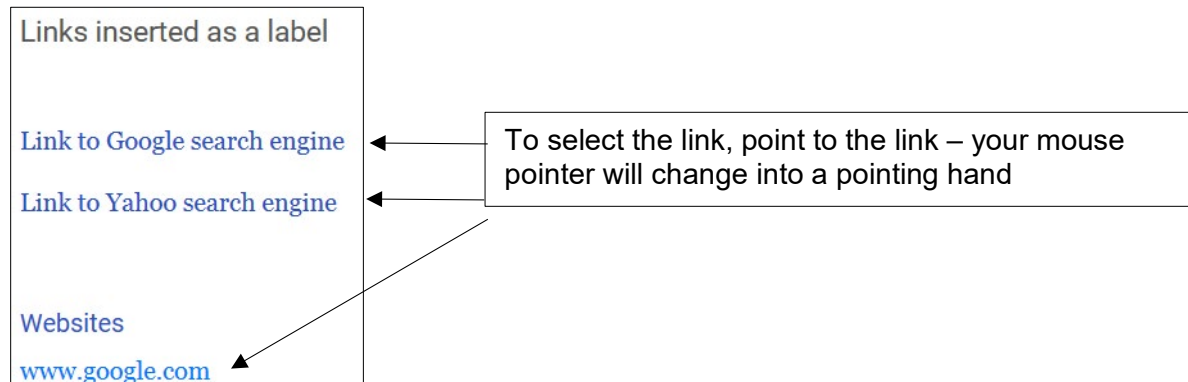 Links inserted as a label
Link to Google search engine
Link to Yahoo search engine
To select the link, point to the link – your mouse
pointer will change into a pointing hand
Websites
www.google.com